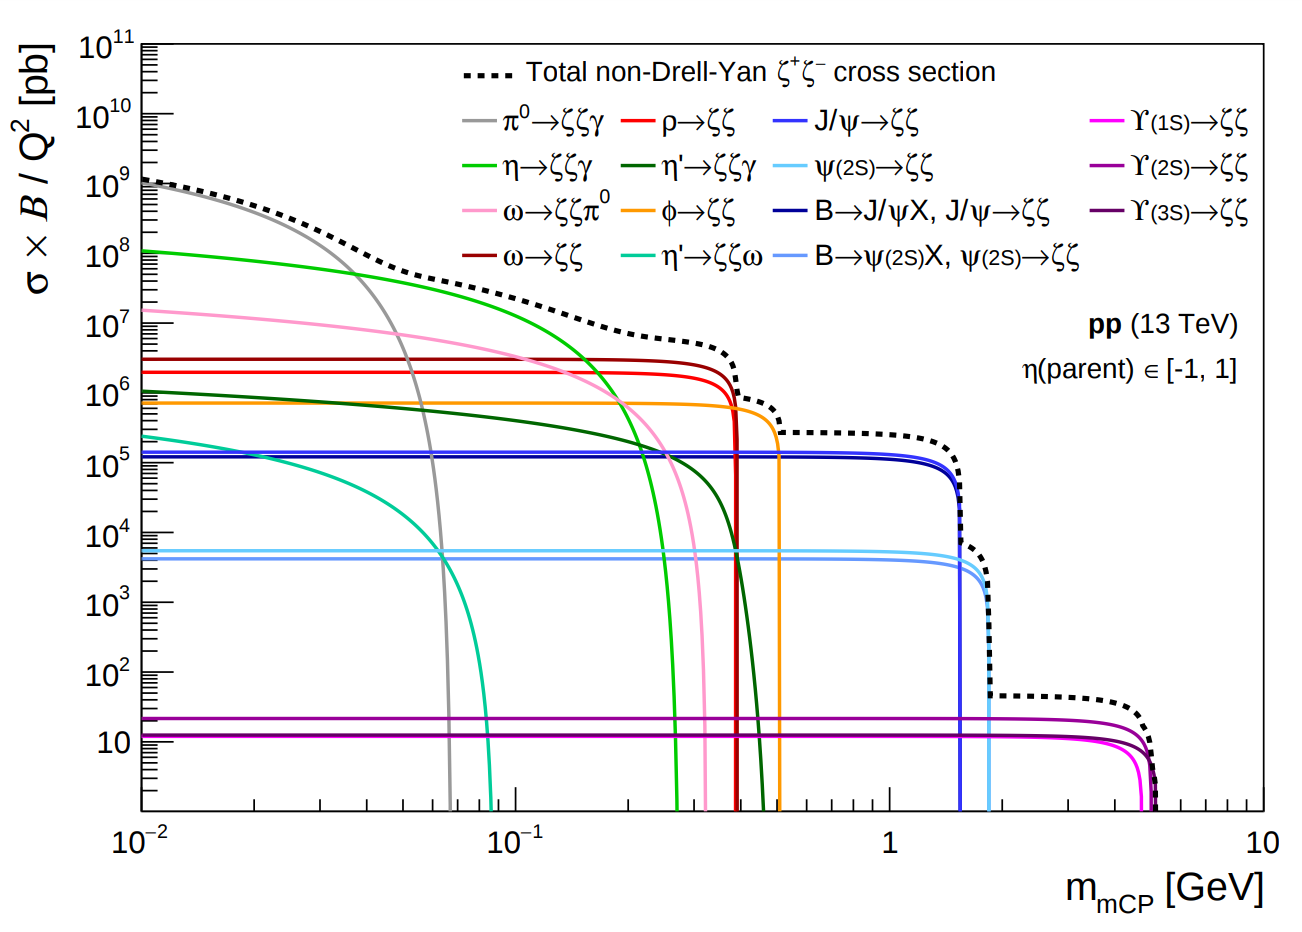 10¹¹
10¹⁰
10⁹
10⁸
10⁷
10⁶
10⁵
10⁴
10³
10²
10
σ × B / Q² [pb]
Total non-Drell-Yan ζ⁺ζ⁻ cross section
π⁰→ζζγ ρ→ζζ J/ψ→ζζ ϒ(1S)→ζζ
η→ζζγ η'→ζζγ ψ(2S)→ζζ ϒ(2S)→ζζ
ω→ζζπ⁰ ϕ→ζζ B→J/ψX, J/ψ→ζζ ϒ(3S)→ζζ
ω→ζζ η'→ζζω B→ψ(2S)X, ψ(2S)→ζζ
pp (13 TeV)
η(parent) ∈ [-1, 1]
10⁻² 10⁻¹ 1 10
m_mCP [GeV]